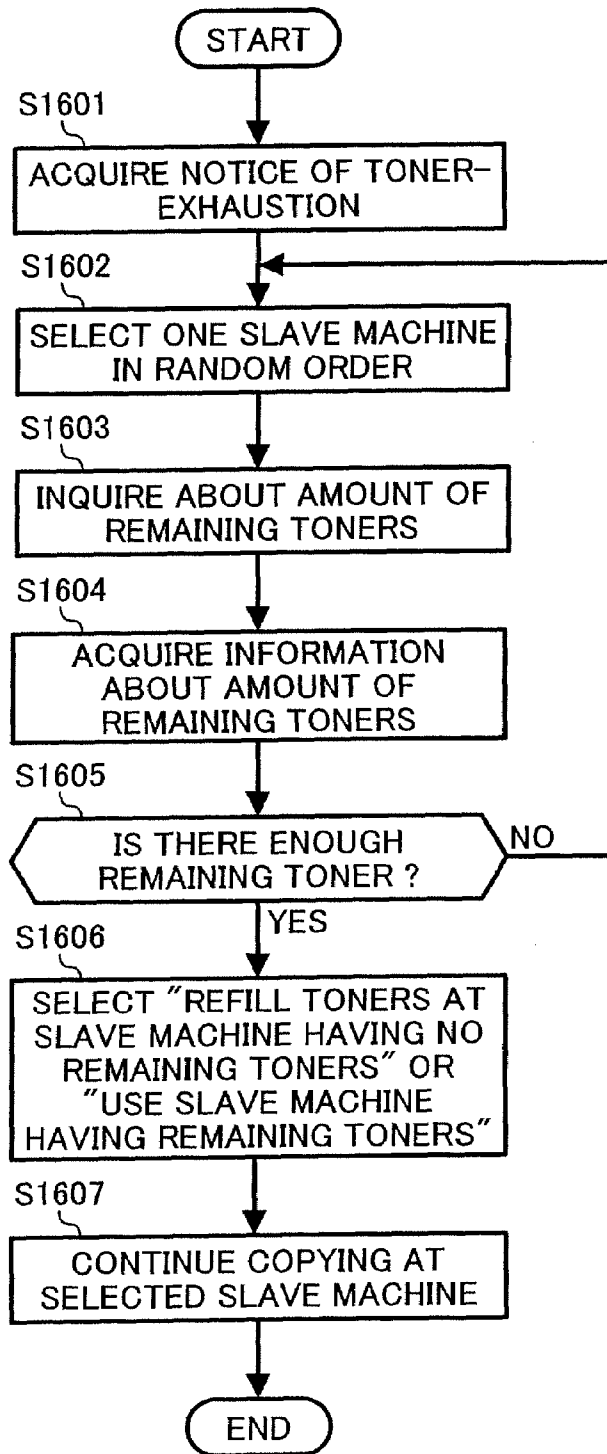 START
S1601
ACQUIRE NOTICE OF TONER-
EXHAUSTION
S1602
SELECT ONE SLAVE MACHINE
IN RANDOM ORDER
S1603
INQUIRE ABOUT AMOUNT OF
REMAINING TONERS
S1604
ACQUIRE INFORMATION
ABOUT AMOUNT OF
REMAINING TONERS
S1605
IS THERE ENOUGH
REMAINING TONER ?
NO
YES
S1606
SELECT "REFILL TONERS AT
SLAVE MACHINE HAVING NO
REMAINING TONERS" OR
"USE SLAVE MACHINE
HAVING REMAINING TONERS"
S1607
CONTINUE COPYING AT
SELECTED SLAVE MACHINE
END